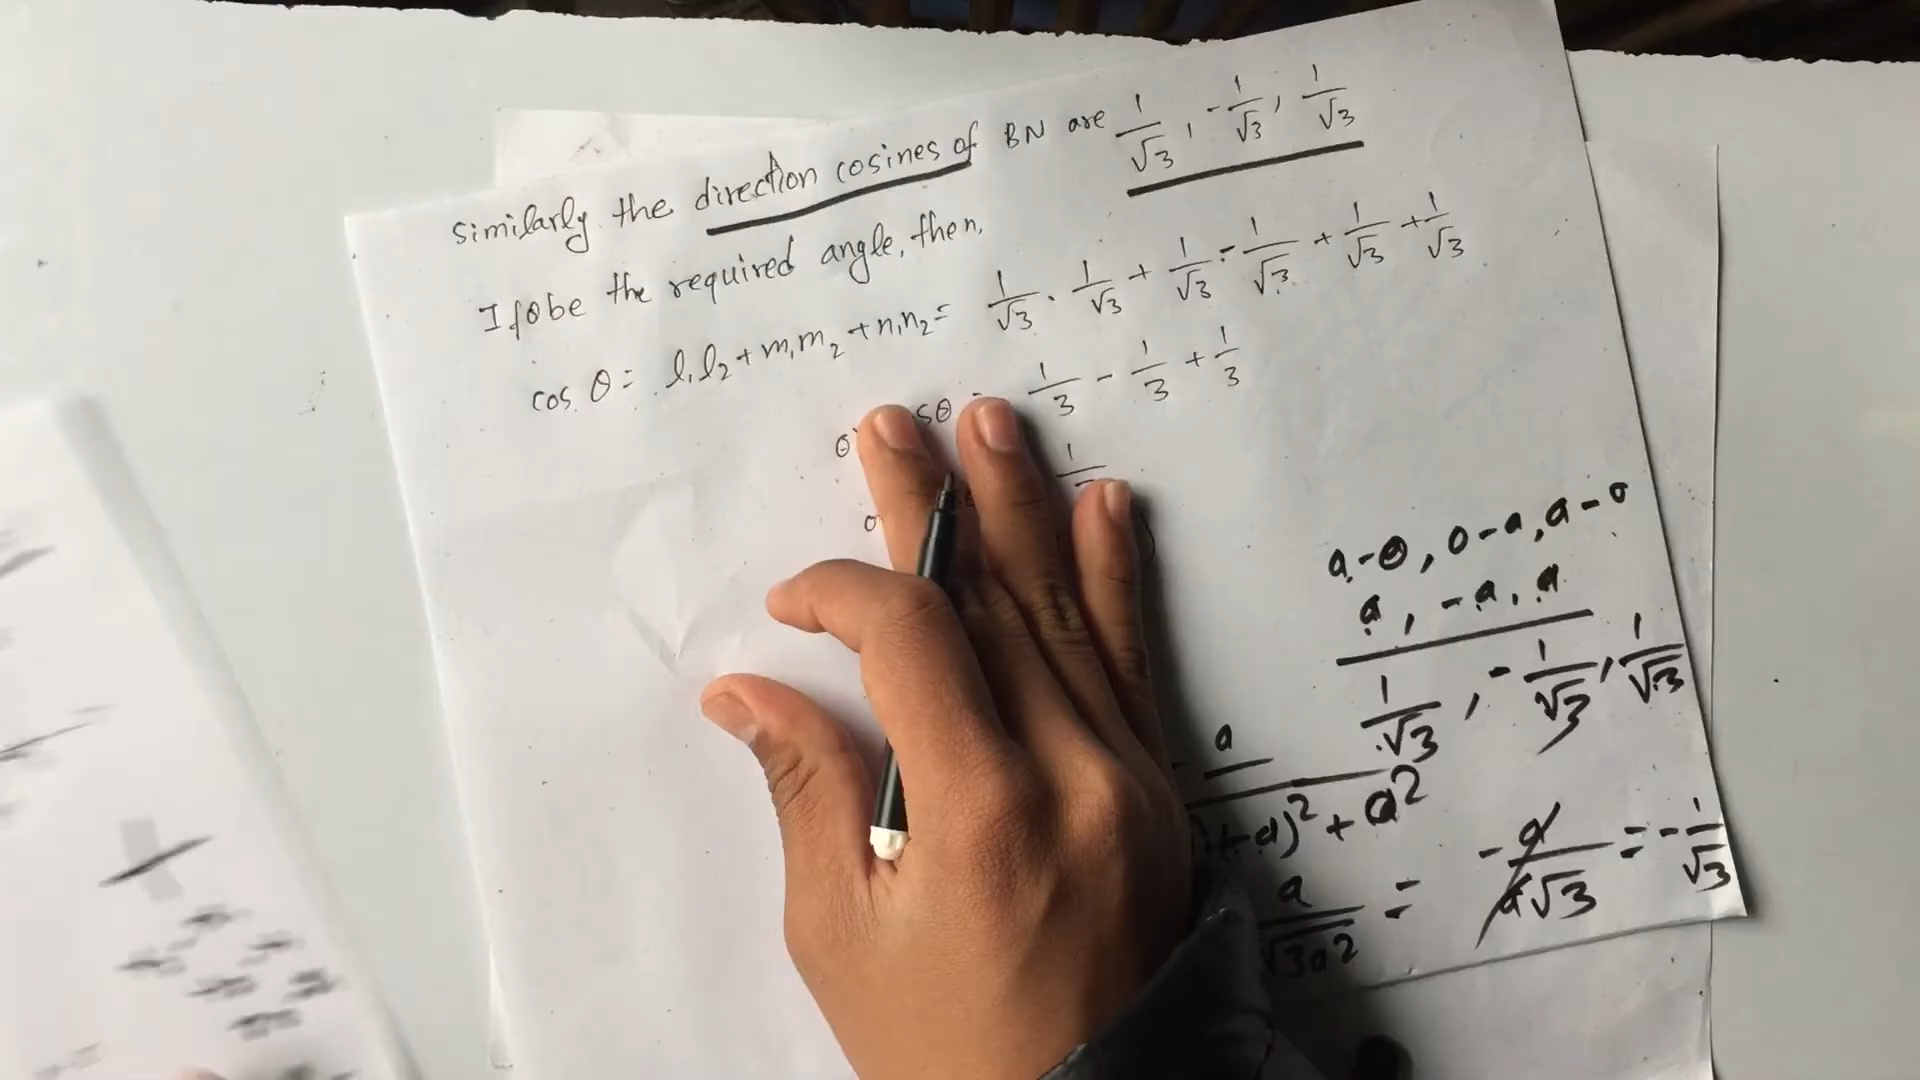 Similarly the direction cosines of BN are 1/√3, -1/√3, 1/√3
If θ be the required angle, then,
cos θ = l₁l₂ + m₁m₂ + n₁n₂ = 1/√3 · 1/√3 + 1/√3 · -1/√3 + 1/√3 + 1/√3
sθ = 1/3 - 1/3 + 1/3
1
a-0, 0-a, a-0
a, -a, a
1/√3, -1/√3, 1/√3
a
a)² + a²
a/√3a² = -a/a√3 = -1/√3